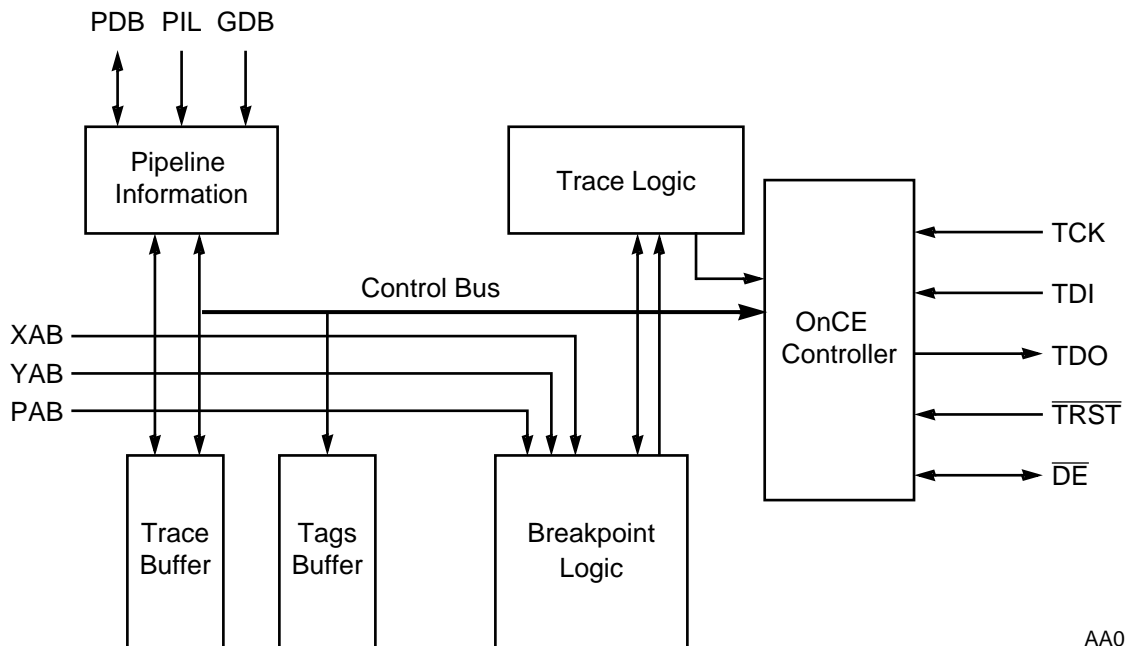 PDB PIL GDB
Pipeline
Information
Trace Logic
TCK
Control Bus
TDI
OnCE
Controller
XAB
TDO
YAB
PAB
TRST
DE
Trace
Buffer
Tags
Buffer
Breakpoint
Logic
AA0